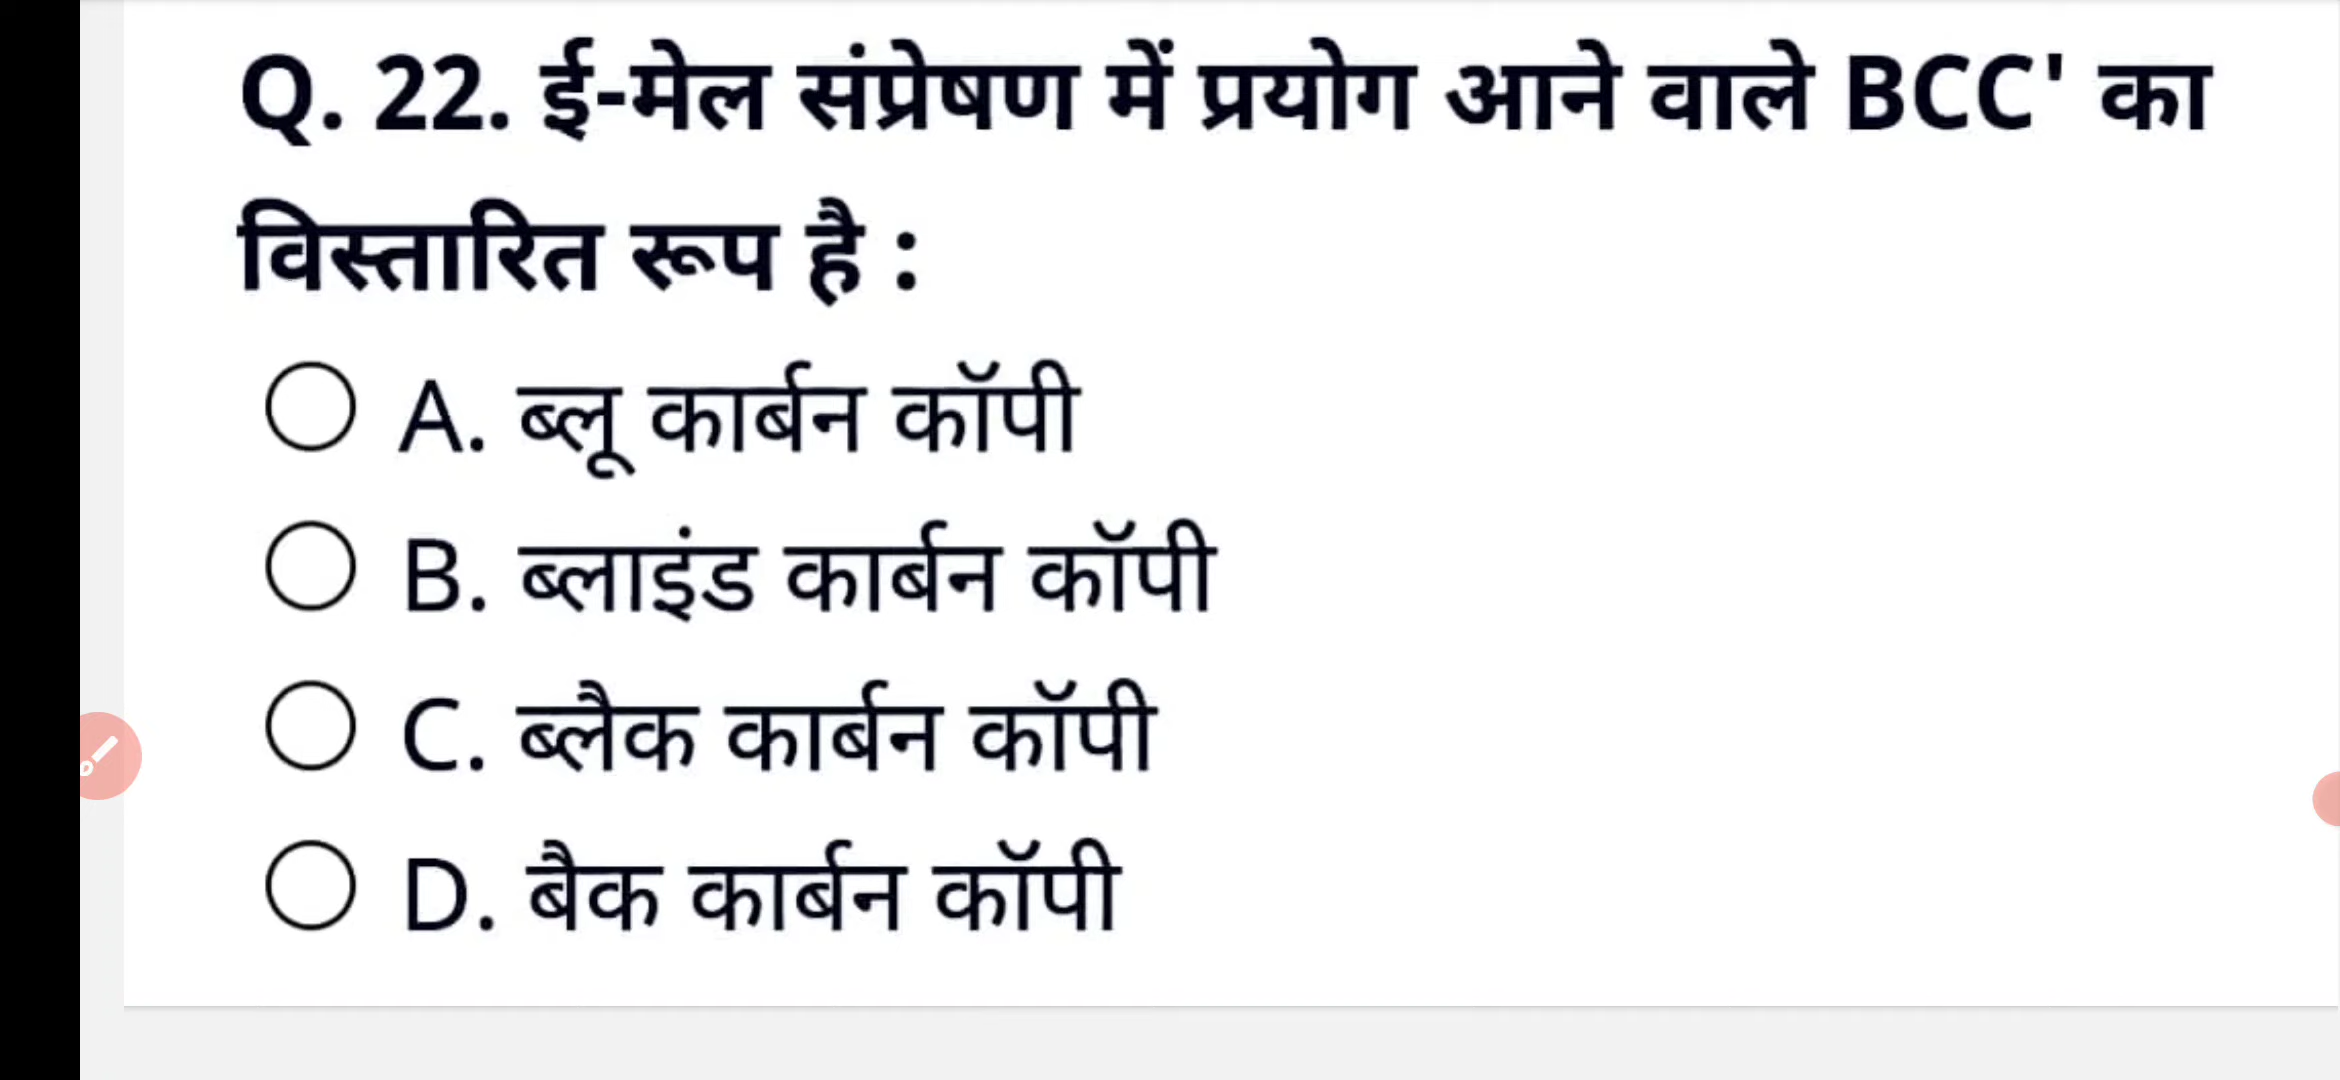 Q. 22. ई-मेल संप्रेषण में प्रयोग आने वाले BCC' का
विस्तारित रूप है :
A. ब्लू कार्बन कॉपी
B. ब्लाइंड कार्बन कॉपी
C. ब्लैक कार्बन कॉपी
D. बैक कार्बन कॉपी